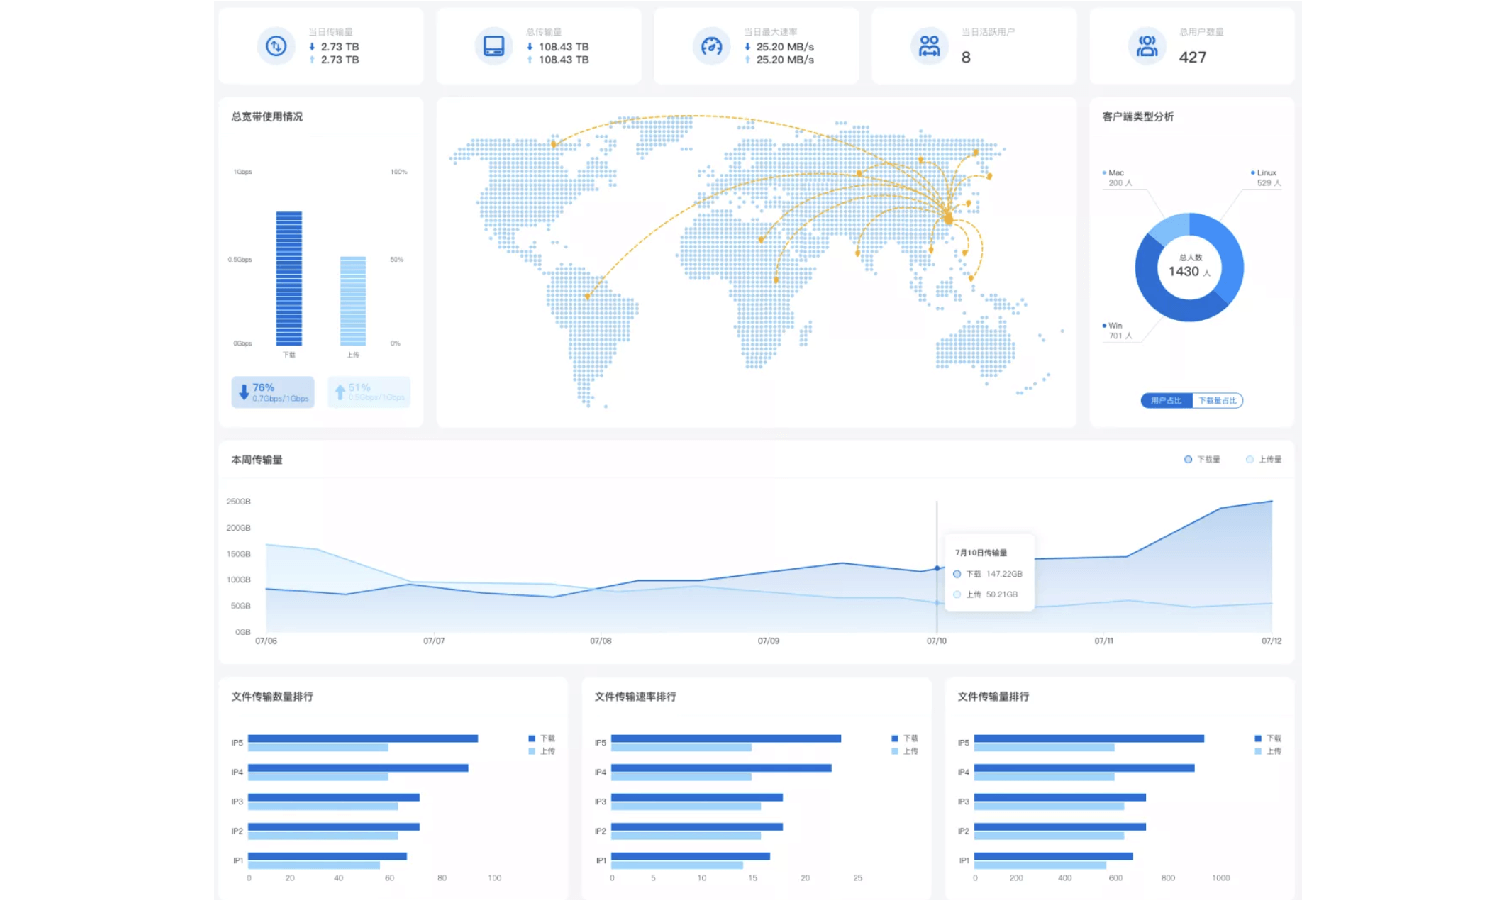 当日传输量
2.73 TB
2.73 TB
总传输量
108.43 TB
108.43 TB
当日最大速率
25.20 MB/s
25.20 MB/s
当日活跃用户
8
总用户数量
427
总宽带使用情况
1Gbps
100%
0.5Gbps
50%
0Gbps
0%
下载
上传
76%
0.7Gbps/1Gbps
51%
0.5Gbps/1Gbps
客户端类型分析
Mac
200 人
Linux
529 人
总人数
1430 人
Win
701 人
用户占比
下载量占比
本周传输量
下载量
上传量
250GB
200GB
150GB
100GB
50GB
0GB
07/06
07/07
07/08
07/09
07/10
07/11
07/12
7月10日传输量
下载 147.22GB
上传 50.21GB
文件传输数量排行
下载
上传
IP5
IP4
IP3
IP2
IP1
0 20 40 60 80 100
文件传输速率排行
下载
上传
IP5
IP4
IP3
IP2
IP1
0 5 10 15 20 25
文件传输量排行
下载
上传
IP5
IP4
IP3
IP2
IP1
0 200 400 600 800 1000